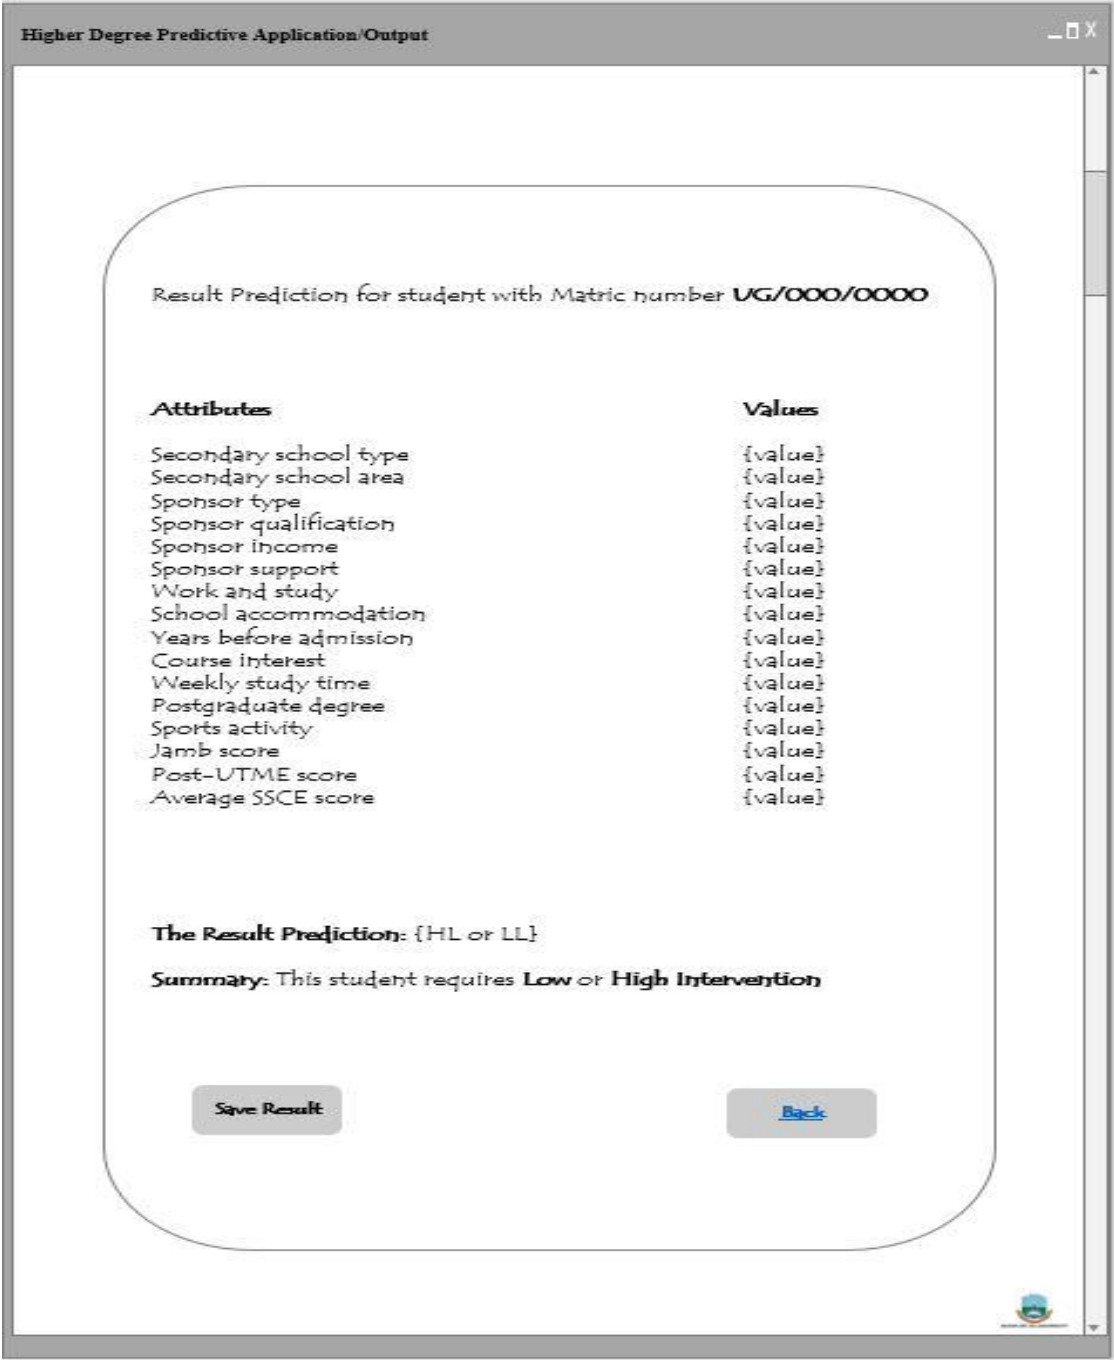 Higher Degree Predictive Application/Output
X
Result Prediction for student with Matric number UG/000/0000
Attributes Values
Secondary school type {value}
Secondary school area {value}
Sponsor type {value}
Sponsor qualification {value}
Sponsor income {value}
Sponsor support {value}
Work and study {value}
School accommodation {value}
Years before admission {value}
Course interest {value}
Weekly study time {value}
Postgraduate degree {value}
Sports activity {value}
Jamb score {value}
Post-UTME score {value}
Average SSCE score {value}
The Result Prediction: {HL or LL}
Summary: This student requires Low or High Intervention
Save Result Back